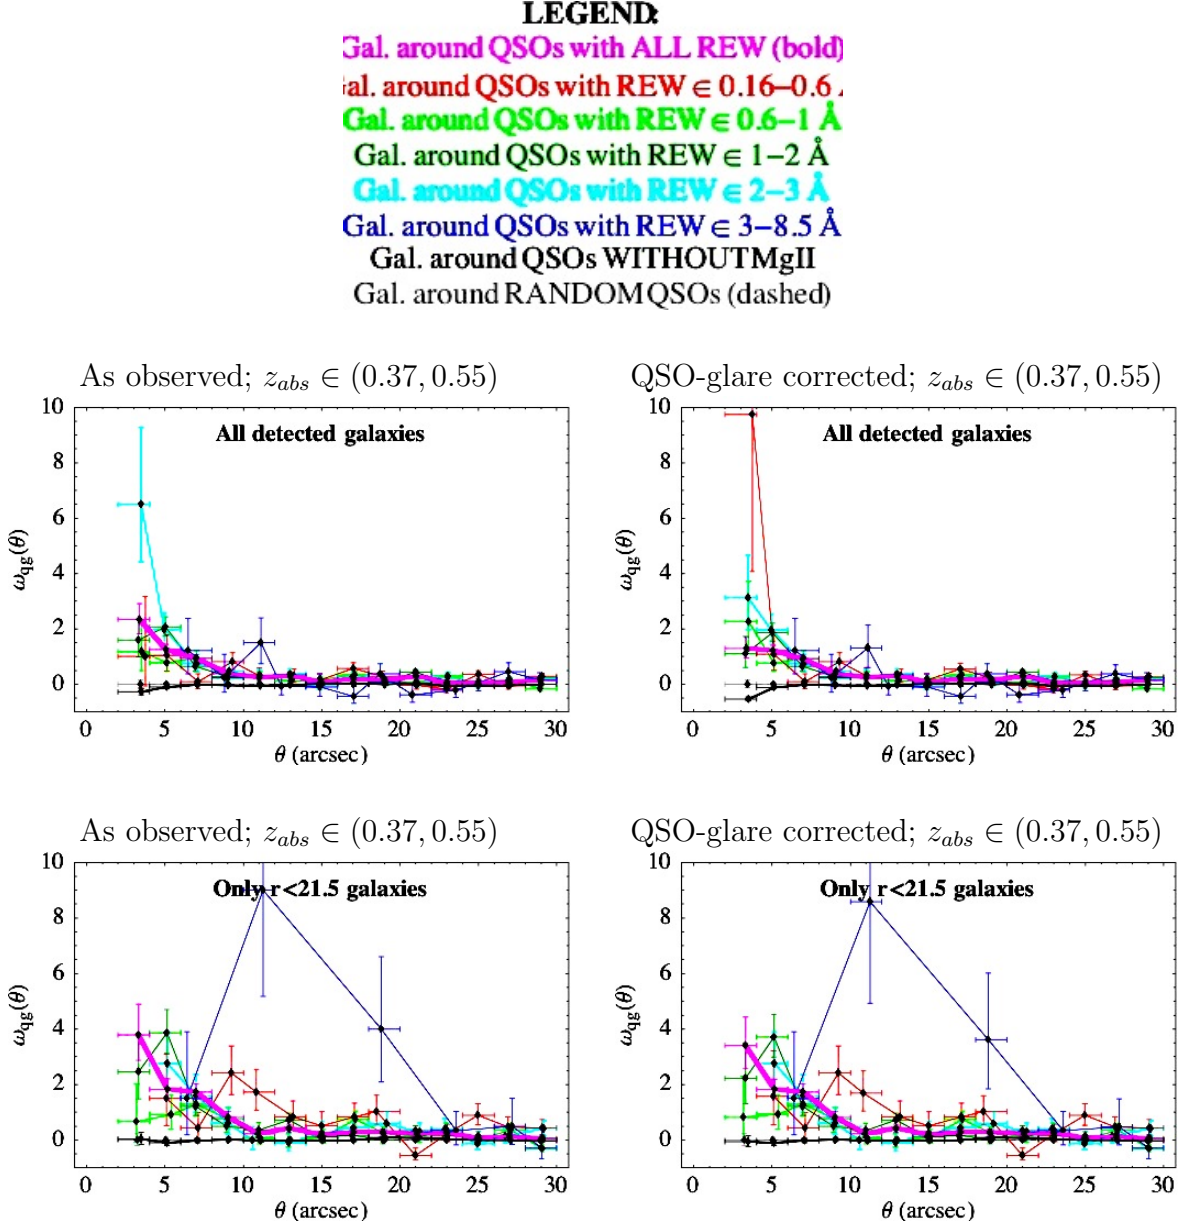 LEGEND:
Gal. around QSOs with ALL REW (bold)
Gal. around QSOs with REW ∈ 0.16–0.6
Gal. around QSOs with REW ∈ 0.6–1 Å
Gal. around QSOs with REW ∈ 1–2 Å
Gal. around QSOs with REW ∈ 2–3 Å
Gal. around QSOs with REW ∈ 3–8.5 Å
Gal. around QSOs WITHOUT MgII
Gal. around RANDOM QSOs (dashed)
As observed; z_abs ∈ (0.37, 0.55)
All detected galaxies
10
8
6
4
2
0
ω_qg(θ)
0 5 10 15 20 25 30
θ (arcsec)
QSO-glare corrected; z_abs ∈ (0.37, 0.55)
All detected galaxies
10
8
6
4
2
0
ω_qg(θ)
0 5 10 15 20 25 30
θ (arcsec)
As observed; z_abs ∈ (0.37, 0.55)
Only r<21.5 galaxies
10
8
6
4
2
0
ω_qg(θ)
0 5 10 15 20 25 30
θ (arcsec)
QSO-glare corrected; z_abs ∈ (0.37, 0.55)
Only r<21.5 galaxies
10
8
6
4
2
0
ω_qg(θ)
0 5 10 15 20 25 30
θ (arcsec)